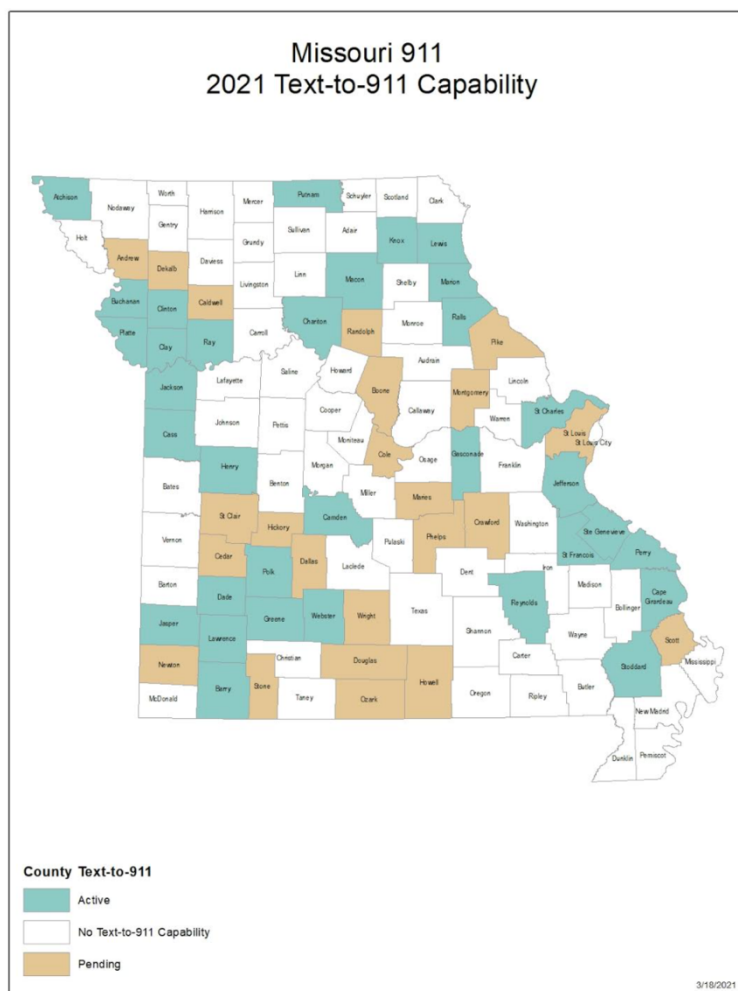 Missouri 911
2021 Text-to-911 Capability
Atchison
Nodaway
Worth
Harrison
Mercer
Putnam
Schuyler
Scotland
Clark
Gentry
Sullivan
Adair
Holt
Grundy
Knox
Lewis
Andrew
Dekalb
Daviess
Linn
Macon
Shelby
Marion
Livingston
Buchanan
Clinton
Caldwell
Chariton
Randolph
Monroe
Ralls
Platte
Clay
Ray
Carroll
Pike
Audrain
Saline
Howard
Boone
Montgomery
Lincoln
Jackson
Lafayette
Callaway
Warren
St Charles
Cooper
Cass
Johnson
Pettis
Moniteau
St Louis
St Louis City
Cole
Osage
Gasconade
Franklin
Henry
Morgan
Jefferson
Bates
Benton
Miller
Maries
St Clair
Camden
Crawford
Washington
Hickory
Phelps
Ste Genevieve
Vernon
Pulaski
St Francois
Perry
Cedar
Dallas
Laclede
Dent
Iron
Polk
Madison
Barton
Dade
Reynolds
Cape
Girardeau
Bollinger
Greene
Webster
Wright
Texas
Jasper
Lawrence
Shannon
Wayne
Scott
Christian
Douglas
Carter
Stoddard
Mississippi
Newton
Howell
Barry
Stone
Taney
Ozark
Oregon
Ripley
Butler
McDonald
New Madrid
Dunklin
Pemiscot
County Text-to-911
Active
No Text-to-911 Capability
Pending
3/18/2021